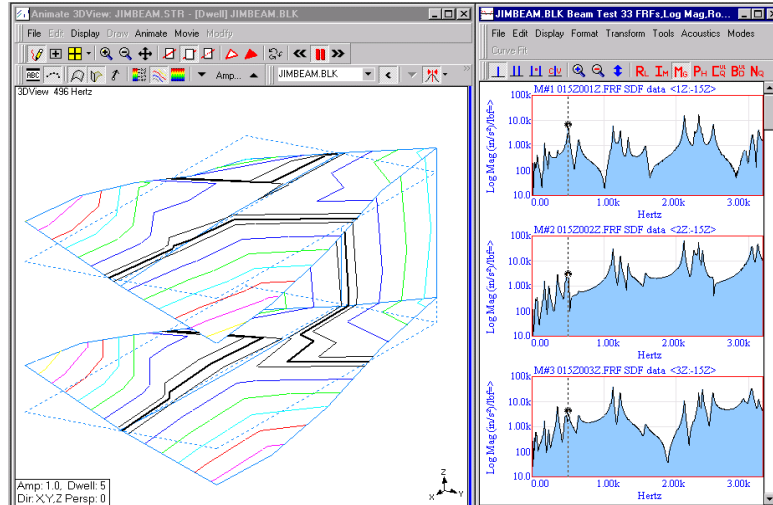 Animate 3DView: JIMBEAM.STR - [Dwell] JIMBEAM.BLK
File Edit Display Draw Animate Movie Modify
ABC Amp... JIMBEAM.BLK
3DView 496 Hertz
Amp: 1.0, Dwell: 5
Dir: X,Y,Z Persp: 0
Z
X Y
JIMBEAM.BLK Beam Test 33 FRFs,Log Mag,Ro...
File Edit Display Format Transform Tools Acoustics Modes
Curve Fit
M#1 015Z001Z.FRF SDF data <1Z:-15Z>
Log Mag (in/s²)/lbf=>
100k
10.0k
1.00k
100
10.0
0.00 1.00k 2.00k 3.00k
Hertz
M#2 015Z002Z.FRF SDF data <2Z:-15Z>
Log Mag (in/s²)/lbf=>
100k
10.0k
1.00k
100
10.0
0.00 1.00k 2.00k 3.00k
Hertz
M#3 015Z003Z.FRF SDF data <3Z:-15Z>
Log Mag (in/s²)/lbf=>
100k
10.0k
1.00k
100
10.0
0.00 1.00k 2.00k 3.00k
Hertz